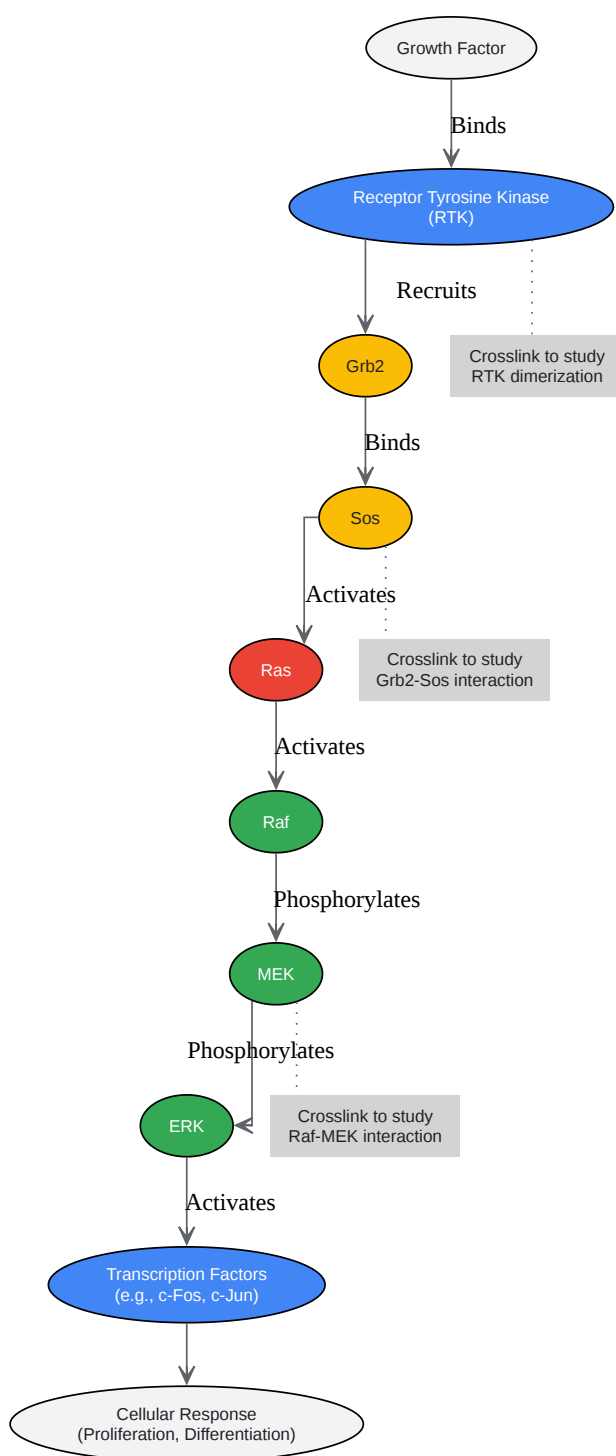 Growth Factor
Binds
Receptor Tyrosine Kinase
(RTK)
Recruits
Grb2
Crosslink to study
RTK dimerization
Binds
Sos
Activates
Ras
Crosslink to study
Grb2-Sos interaction
Activates
Raf
Phosphorylates
MEK
Phosphorylates
ERK
Crosslink to study
Raf-MEK interaction
Activates
Transcription Factors
(e.g., c-Fos, c-Jun)
Cellular Response
(Proliferation, Differentiation)